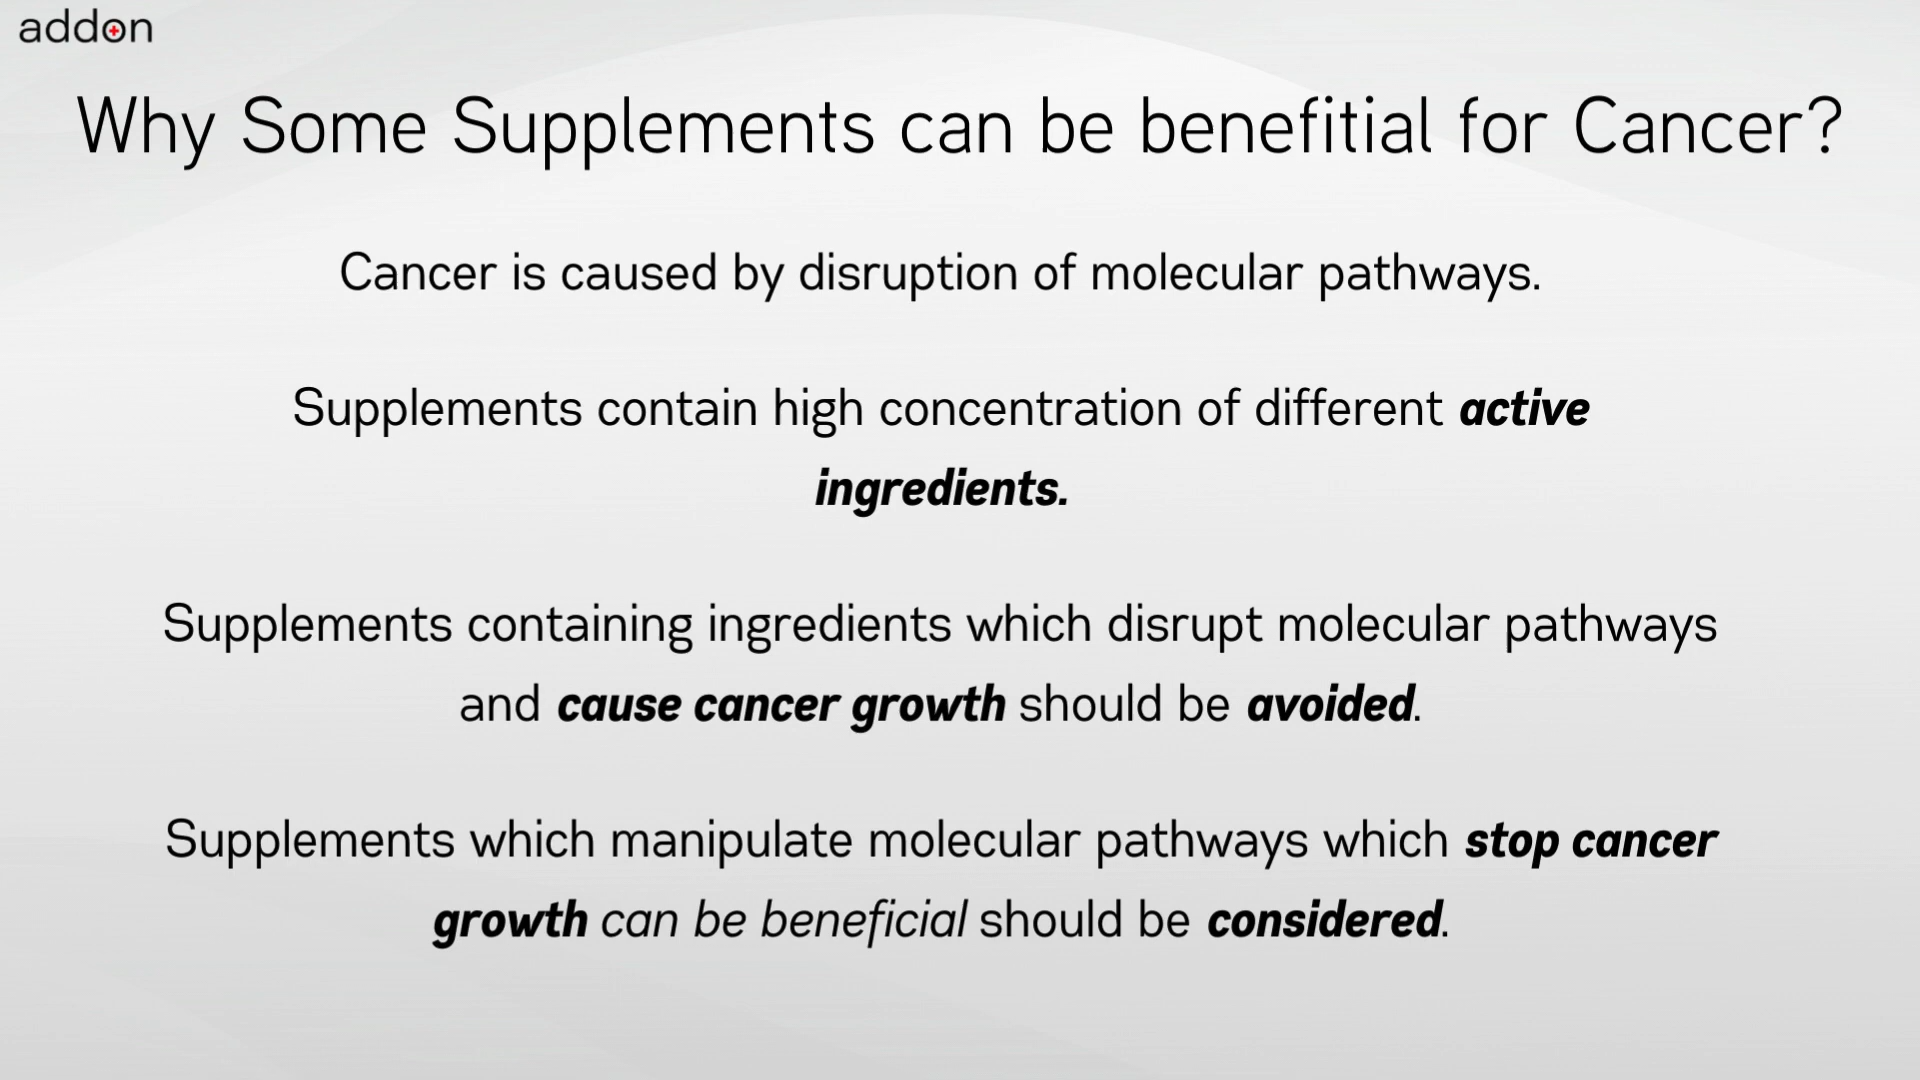 addon
Why Some Supplements can be benefitial for Cancer?
Cancer is caused by disruption of molecular pathways.
Supplements contain high concentration of different active
ingredients.
Supplements containing ingredients which disrupt molecular pathways
and cause cancer growth should be avoided.
Supplements which manipulate molecular pathways which stop cancer
growth can be beneficial should be considered.